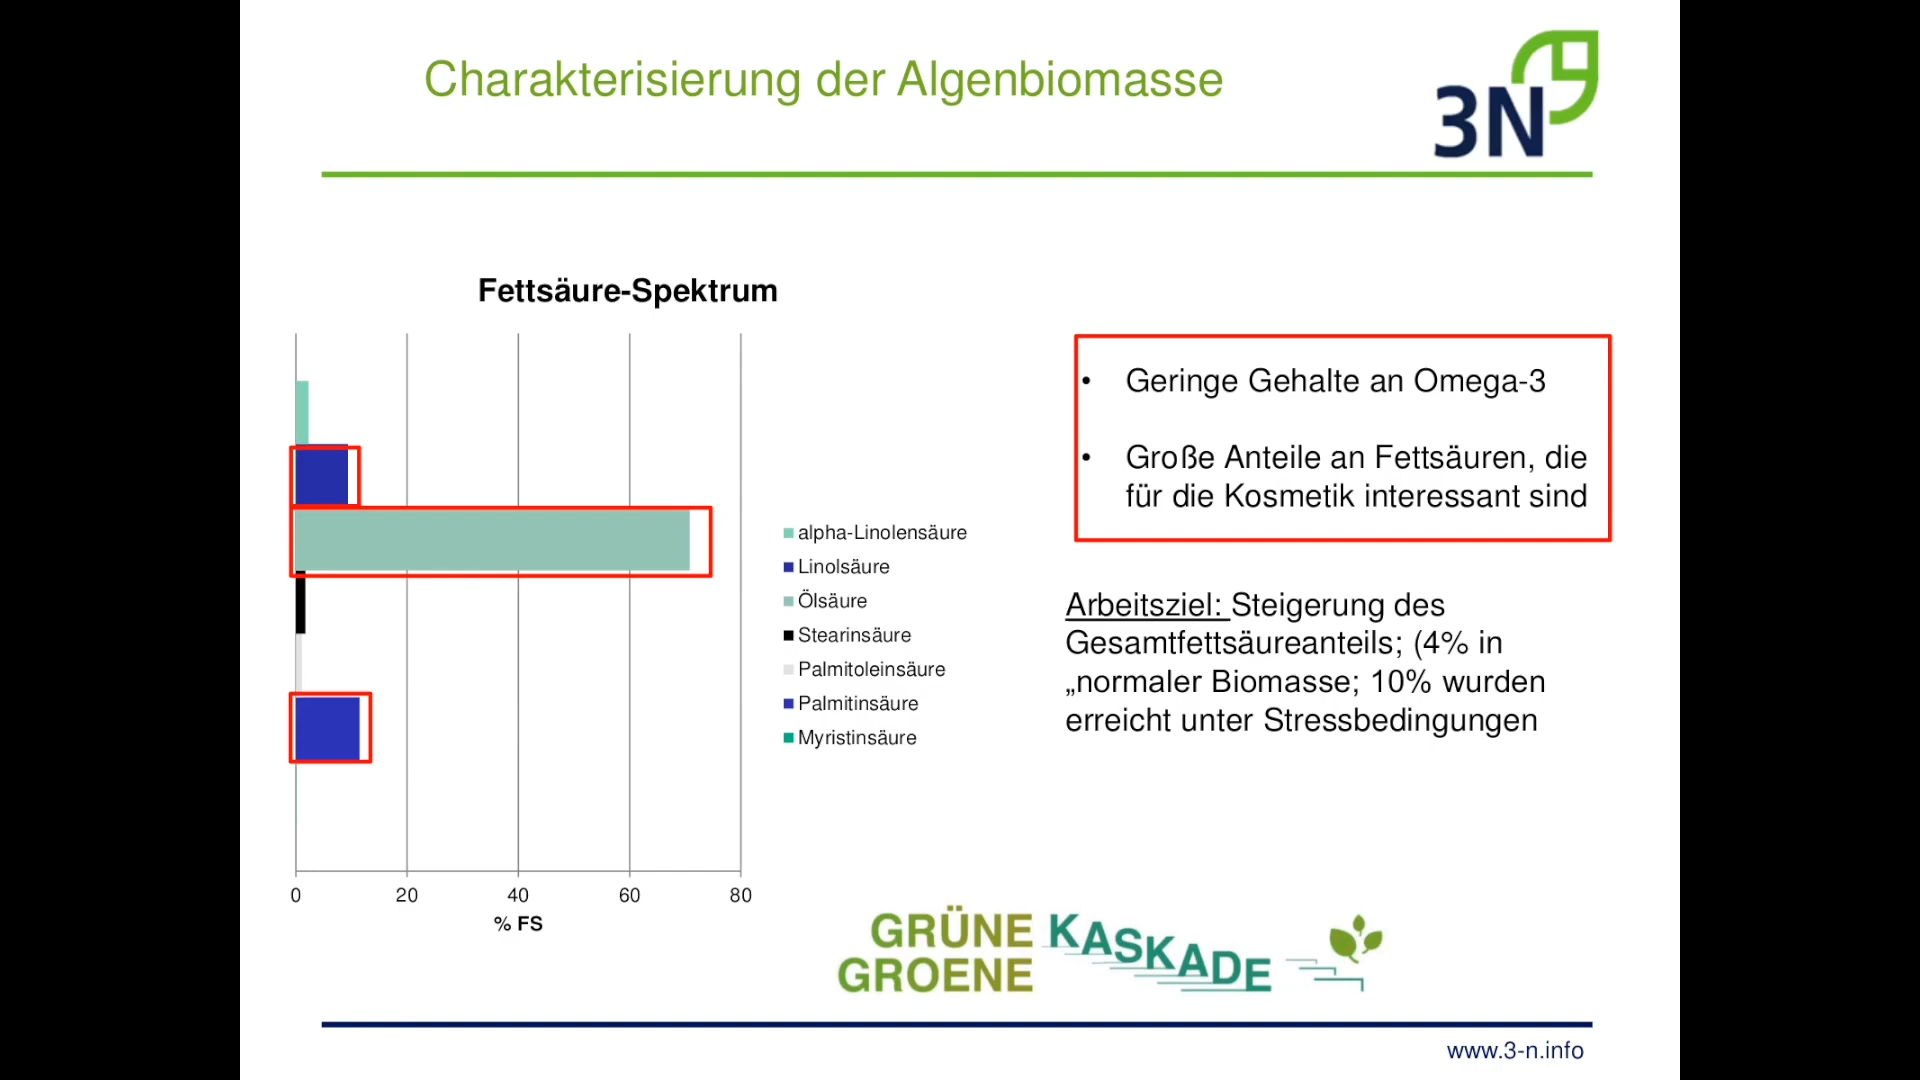 Charakterisierung der Algenbiomasse
3N
Fettsäure-Spektrum
alpha-Linolensäure
Linolsäure
Ölsäure
Stearinsäure
Palmitoleinsäure
Palmitinsäure
Myristinsäure
0 20 40 60 80
% FS
• Geringe Gehalte an Omega-3
• Große Anteile an Fettsäuren, die
für die Kosmetik interessant sind
Arbeitsziel: Steigerung des
Gesamtfettsäureanteils; (4% in
„normaler Biomasse; 10% wurden
erreicht unter Stressbedingungen
GRÜNE KASKADE
GROENE
www.3-n.info